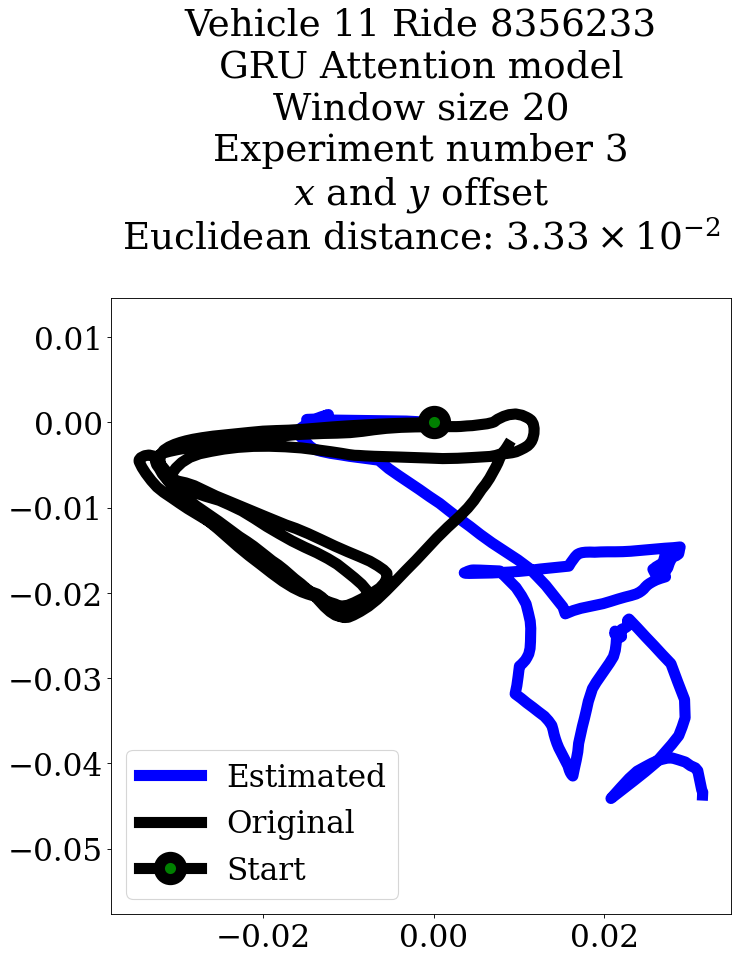 Vehicle 11 Ride 8356233
GRU Attention model
Window size 20
Experiment number 3
x and y offset
Euclidean distance: 3.33 × 10⁻²
0.01
0.00
−0.01
−0.02
−0.03
−0.04
−0.05
Estimated
Original
Start
−0.02
0.00
0.02